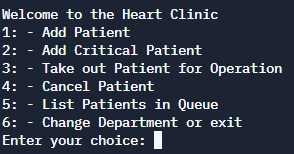 Welcome to the Heart Clinic
1: - Add Patient
2: - Add Critical Patient
3: - Take out Patient for Operation
4: - Cancel Patient
5: - List Patients in Queue
6: - Change Department or exit
Enter your choice: